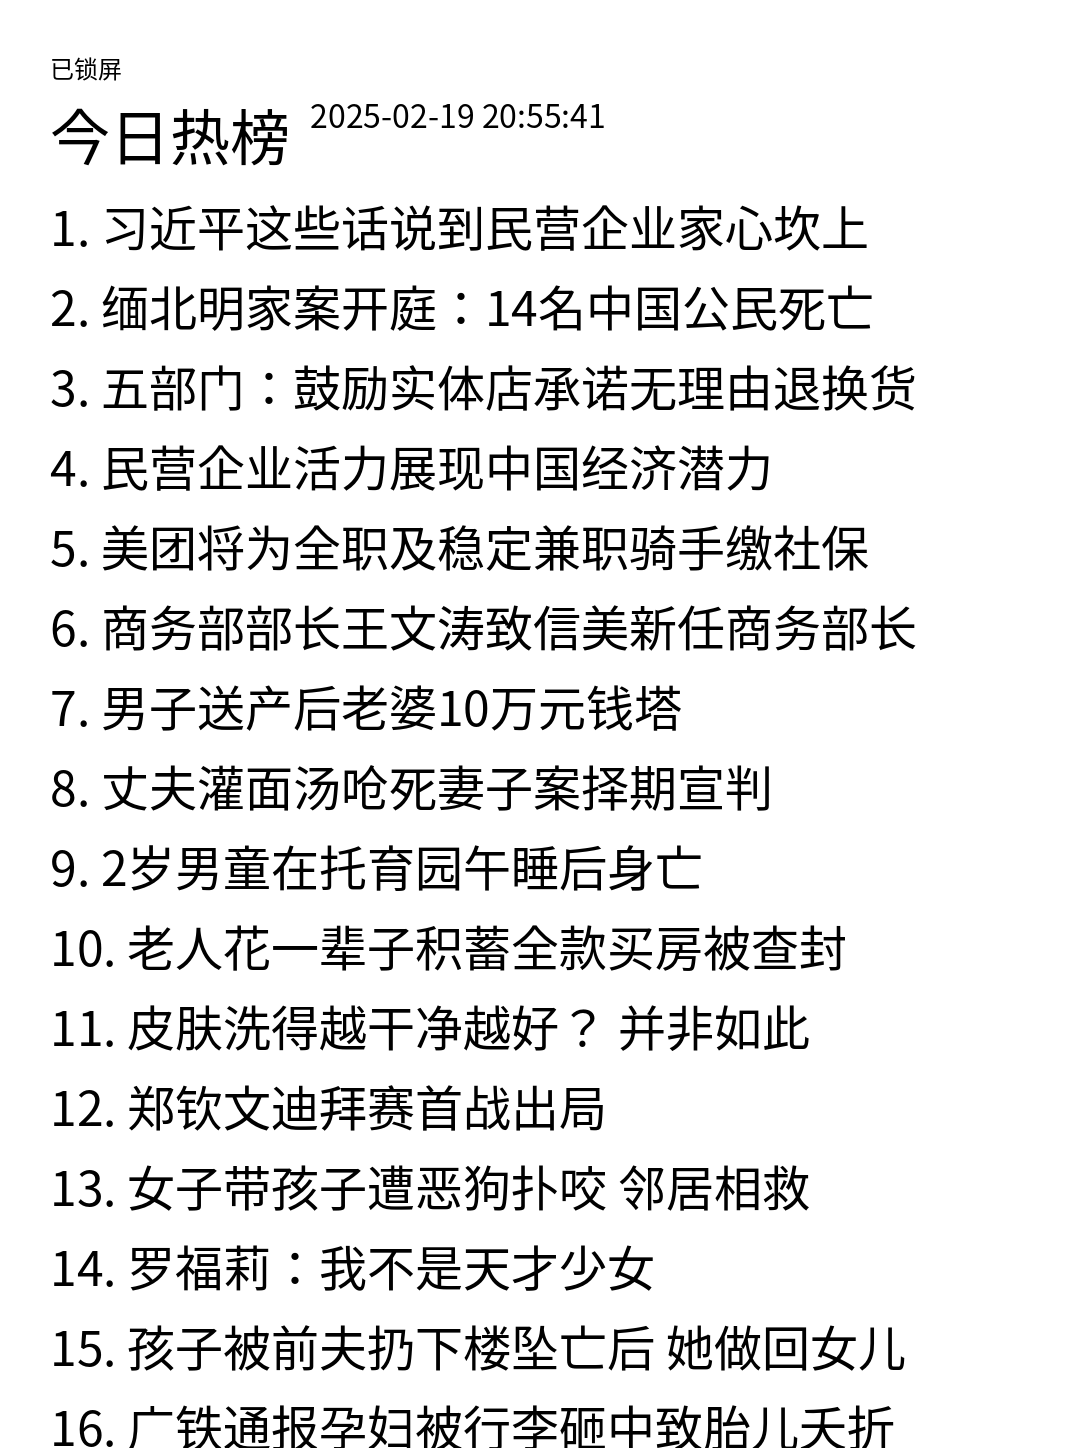 已锁屏
今日热榜 2025-02-19 20:55:41
1. 习近平这些话说到民营企业家心坎上
2. 缅北明家案开庭：14名中国公民死亡
3. 五部门：鼓励实体店承诺无理由退换货
4. 民营企业活力展现中国经济潜力
5. 美团将为全职及稳定兼职骑手缴社保
6. 商务部部长王文涛致信美新任商务部长
7. 男子送产后老婆10万元钱塔
8. 丈夫灌面汤呛死妻子案择期宣判
9. 2岁男童在托育园午睡后身亡
10. 老人花一辈子积蓄全款买房被查封
11. 皮肤洗得越干净越好？ 并非如此
12. 郑钦文迪拜赛首战出局
13. 女子带孩子遭恶狗扑咬 邻居相救
14. 罗福莉：我不是天才少女
15. 孩子被前夫扔下楼坠亡后 她做回女儿
16. 广铁通报孕妇被行李砸中致胎儿夭折